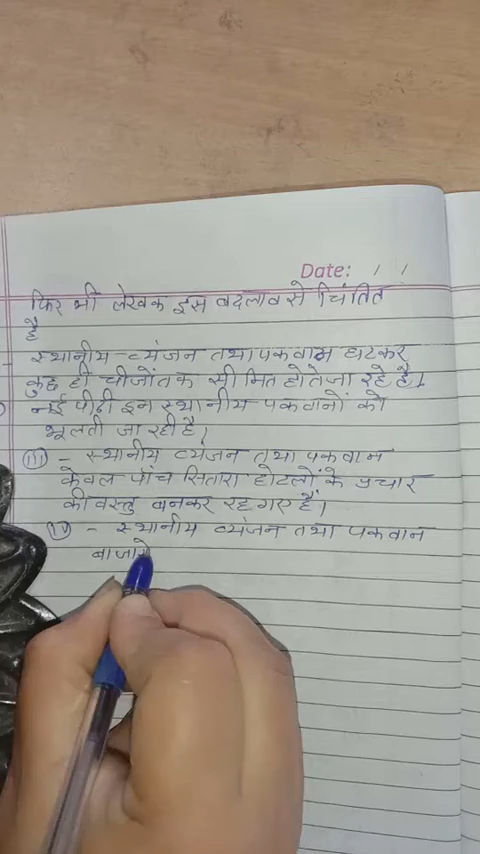 Date: / /
फिर भी लेखक इस बदलाव से चिंतित
है
- स्थानीय-व्यंजन तथा पकवान घटकर
कुछ ही चीजों तक सीमित होते जा रहे है।
नई पीढ़ी इन स्थानीय पकवानों को
भूलती जा रही है।
(iii) - स्थानीय व्यंजन तथा पकवान
केवल पांच सितारा होटलों के प्रचार
की वस्तु बनकर रह गए हैं।
(iv) - स्थानीय व्यंजन तथा पकवान
बाजारो